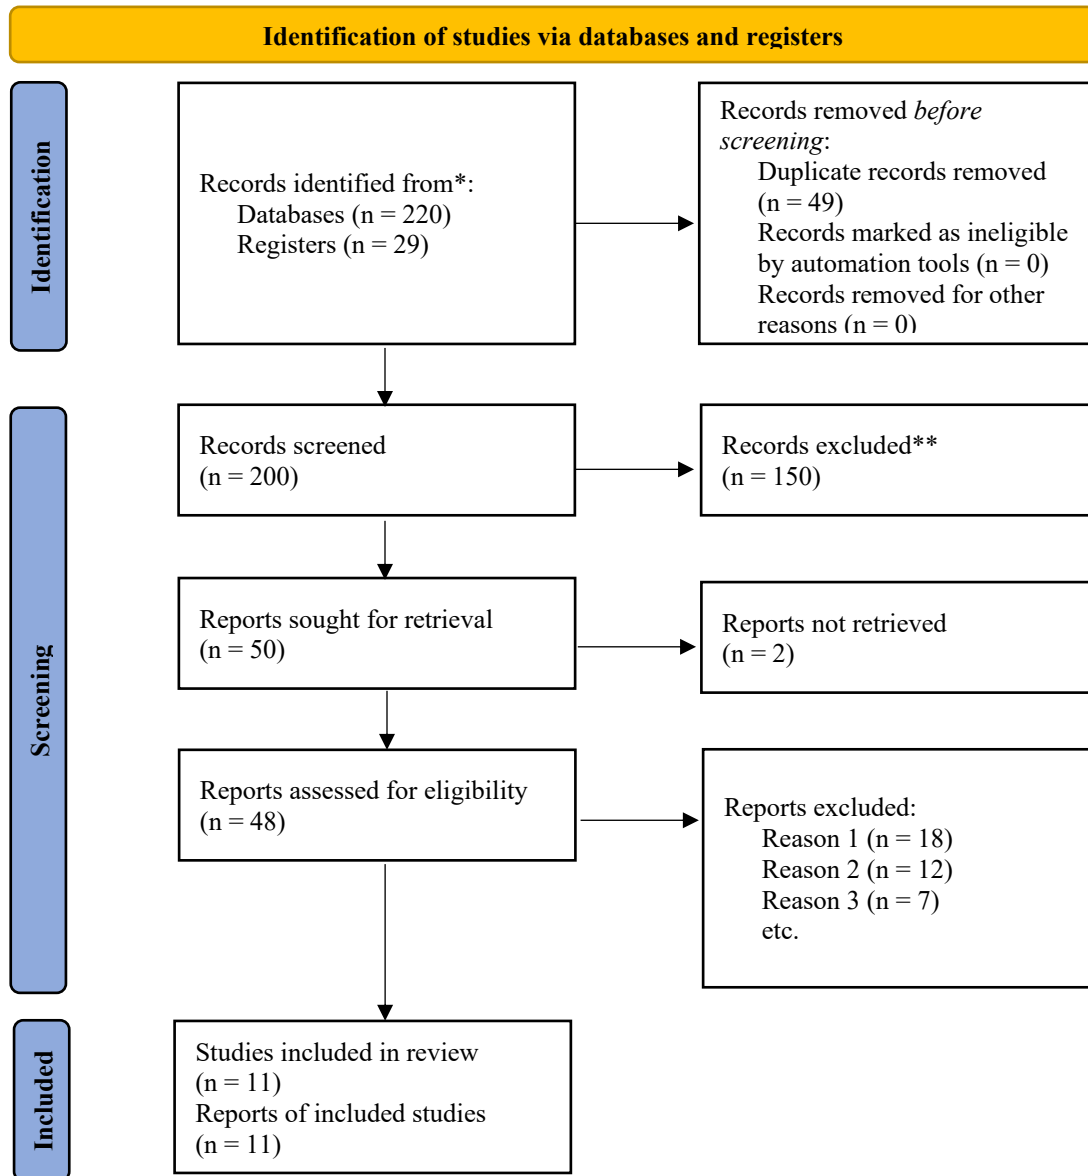 Identification of studies via databases and registers
Identification
Records identified from*:
Databases (n = 220)
Registers (n = 29)
Records removed before
screening:
Duplicate records removed
(n = 49)
Records marked as ineligible
by automation tools (n = 0)
Records removed for other
reasons (n = 0)
Screening
Records screened
(n = 200)
Records excluded**
(n = 150)
Reports sought for retrieval
(n = 50)
Reports not retrieved
(n = 2)
Reports assessed for eligibility
(n = 48)
Reports excluded:
Reason 1 (n = 18)
Reason 2 (n = 12)
Reason 3 (n = 7)
etc.
Included
Studies included in review
(n = 11)
Reports of included studies
(n = 11)